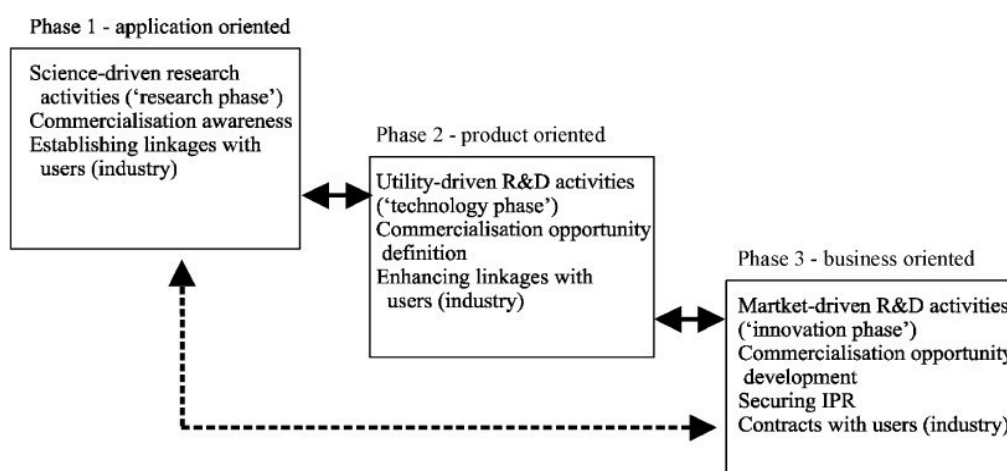 Phase 1 - application oriented
Science-driven research
activities (‘research phase’)
Commercialisation awareness
Establishing linkages with
users (industry)
Phase 2 - product oriented
Utility-driven R&D activities
(‘technology phase’)
Commercialisation opportunity
definition
Enhancing linkages with
users (industry)
Phase 3 - business oriented
Martket-driven R&D activities
(‘innovation phase’)
Commercialisation opportunity
development
Securing IPR
Contracts with users (industry)